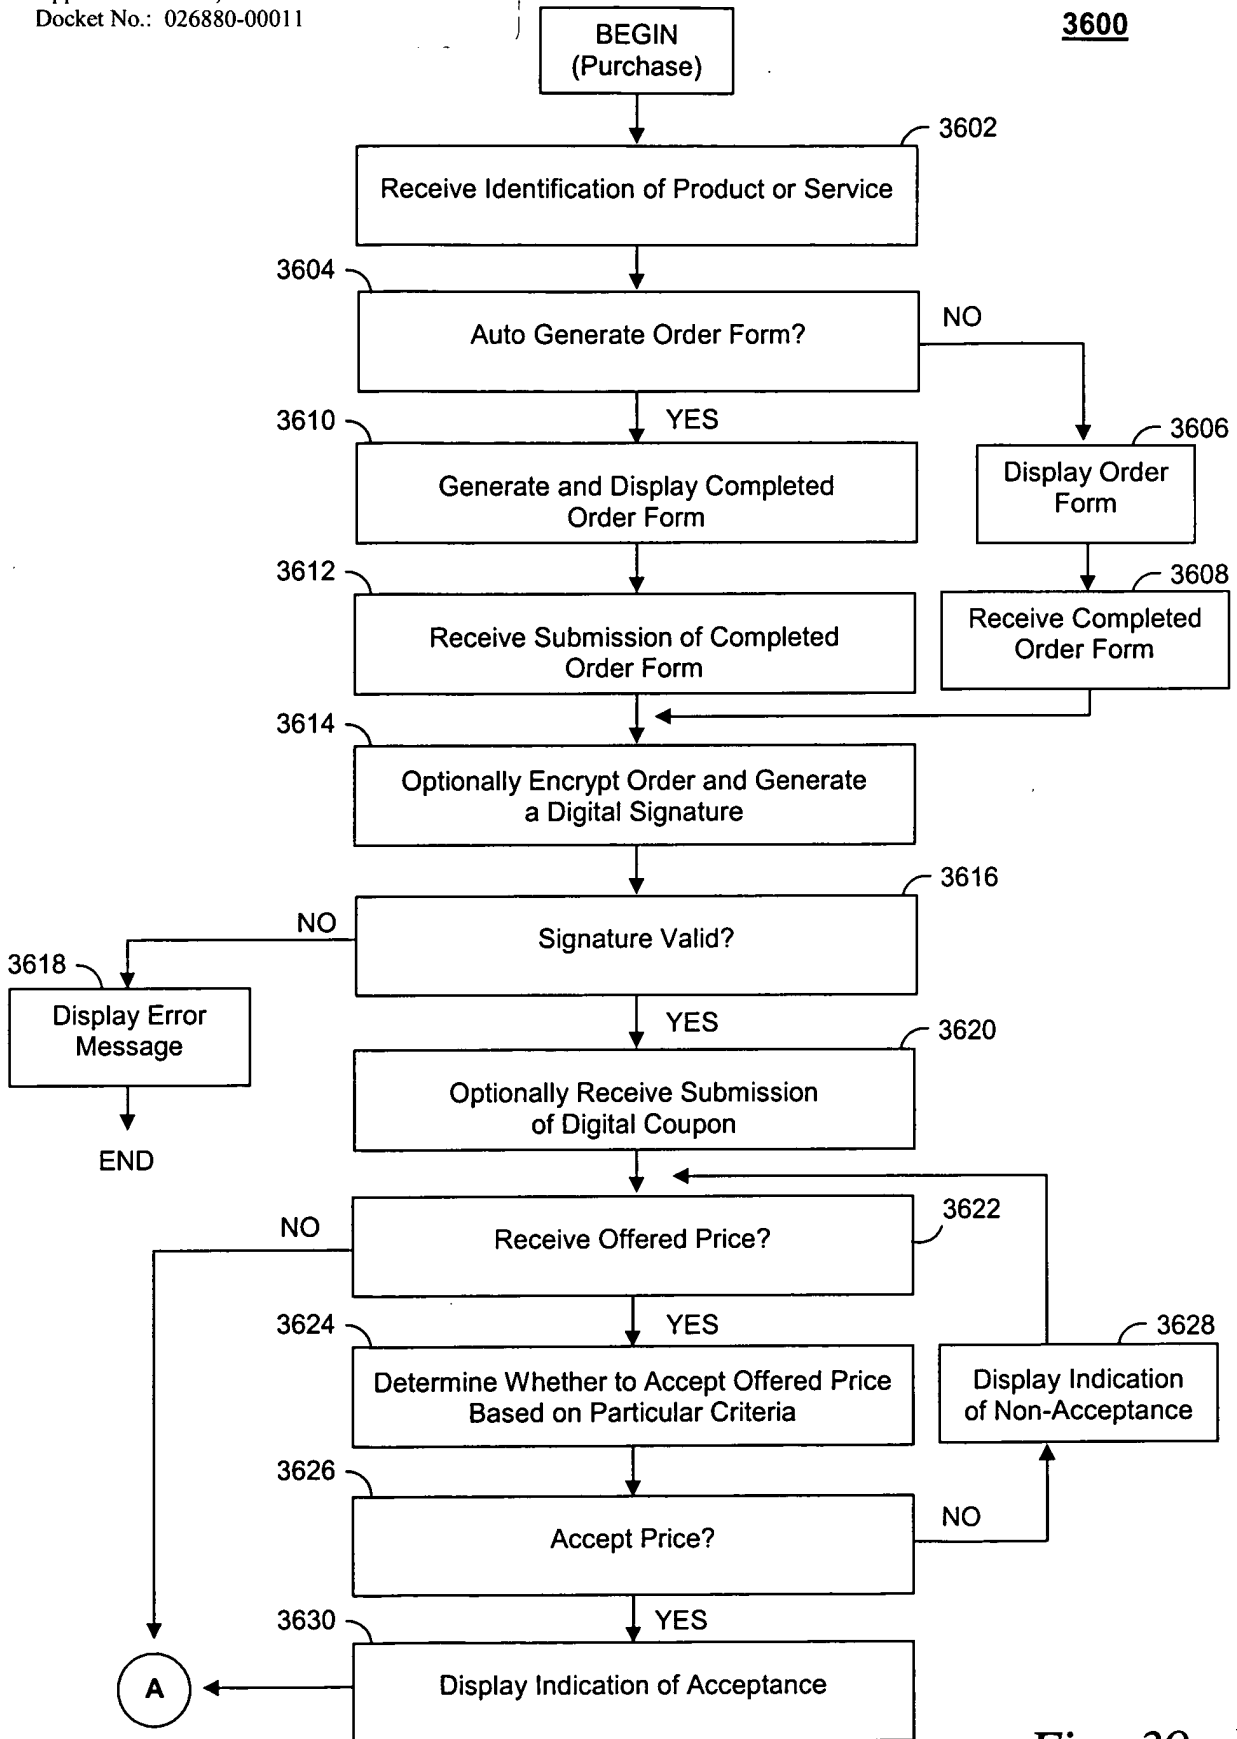 Docket No.: 026880-00011
3600
BEGIN
(Purchase)
3602
Receive Identification of Product or Service
3604
Auto Generate Order Form?
NO
YES
3610
3606
Generate and Display Completed
Order Form
Display Order
Form
3612
3608
Receive Submission of Completed
Order Form
Receive Completed
Order Form
3614
Optionally Encrypt Order and Generate
a Digital Signature
3616
NO
Signature Valid?
3618
Display Error
Message
YES
3620
Optionally Receive Submission
of Digital Coupon
END
3622
NO
Receive Offered Price?
YES
3624
3628
Determine Whether to Accept Offered Price
Based on Particular Criteria
Display Indication
of Non-Acceptance
3626
NO
Accept Price?
YES
3630
A
Display Indication of Acceptance